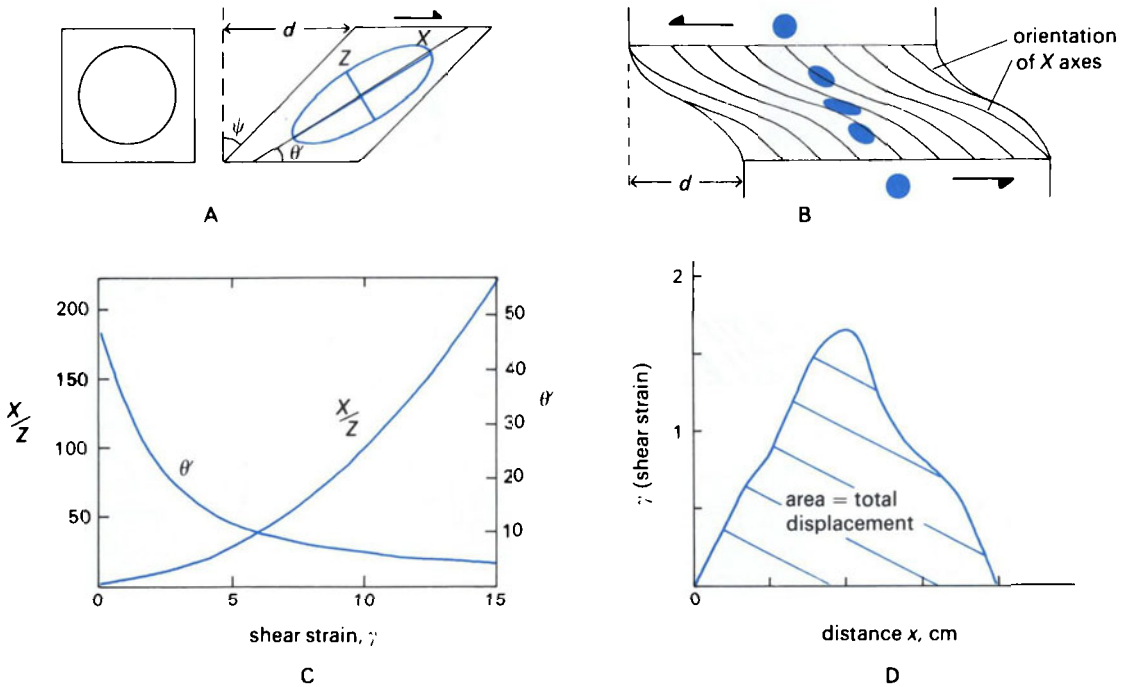 d
X
Z
ψ
θ′
A
orientation
of X axes
d
B
200
150
100
50
X/Z
50
40
30
20
10
θ′
X/Z
θ′
0
5
10
15
shear strain, γ
C
2
1
γ (shear strain)
area = total
displacement
0
distance x, cm
D